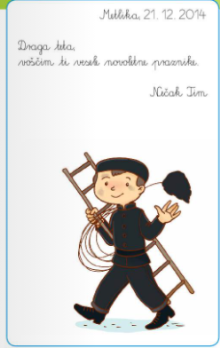 Metlika, 21. 12. 2014
Draga teta,
voščim ti vesele novoletne praznike.
Nečak Tim